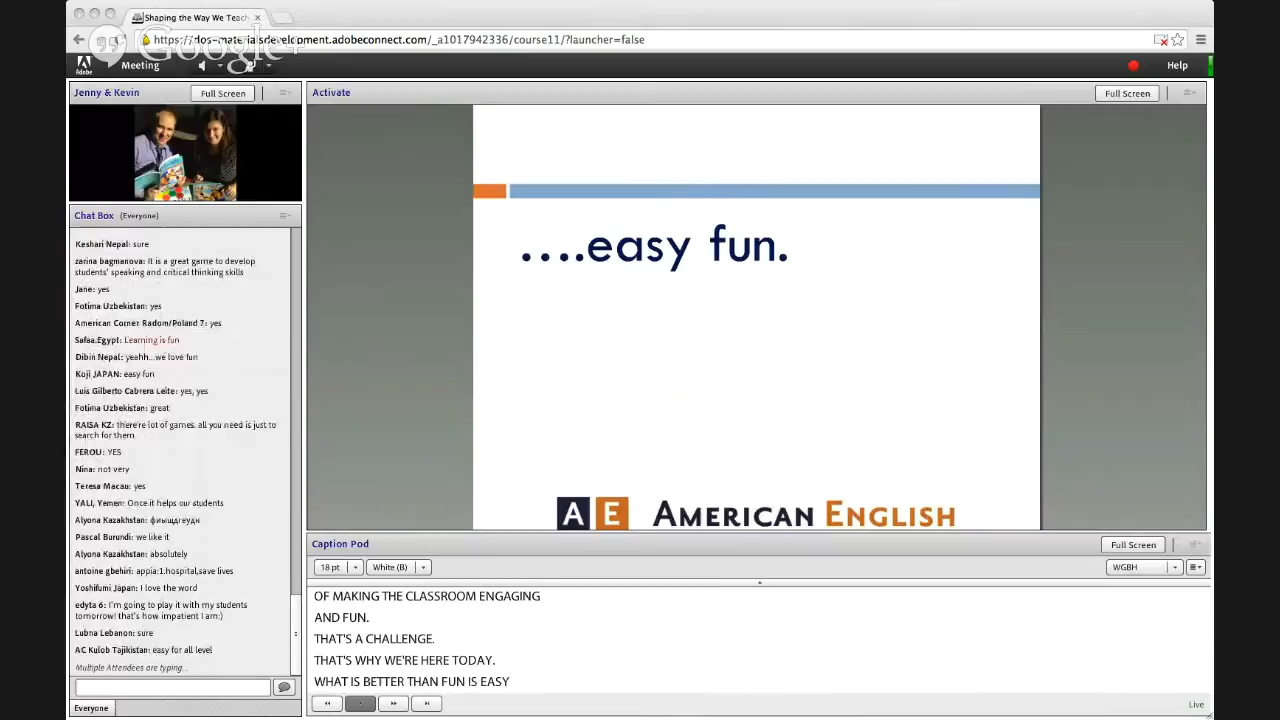 Shaping the Way We Teach
Google+
https://dos-materialsdevelopment.adobeconnect.com/_a1017942336/course11/?launcher=false
Adobe
Meeting
Help
Jenny & Kevin
Full Screen
Activate
Full Screen
Chat Box (Everyone)
Keshari Nepal: sure
zarina bagmanova: It is a great game to develop
students' speaking and critical thinking skills
Jane: yes
Fotima Uzbekistan: yes
American Corner Radom/Poland 7: yes
Safaa.Egypt: Learning is fun
Dibin Nepal: yeahh...we love fun
Koji JAPAN: easy fun
Luis Gilberto Cabrera Leite: yes, yes
Fotima Uzbekistan: great
RAISA KZ: there're lot of games. all you need is just to
search for them.
FEROU: YES
Nina: not very
Teresa Macau: yes
YALI, Yemen: Once it helps our students
Alyona Kazakhstan: фиыщдгеудн
Pascal Burundi: we like it
Alyona Kazakhstan: absolutely
antoine gbehiri: appia:1.hospital,save lives
Yoshifumi Japan: I love the word
edyta 6: I'm going to play it with my students
tomorrow! that's how impatient I am:)
Lubna Lebanon: sure
AC Kulob Tajikistan: easy for all level
Multiple Attendees are typing...
Everyone
....easy fun.
A E AMERICAN ENGLISH
Caption Pod
Full Screen
18 pt
White (B)
WGBH
OF MAKING THE CLASSROOM ENGAGING
AND FUN.
THAT'S A CHALLENGE.
THAT'S WHY WE'RE HERE TODAY.
WHAT IS BETTER THAN FUN IS EASY
Live